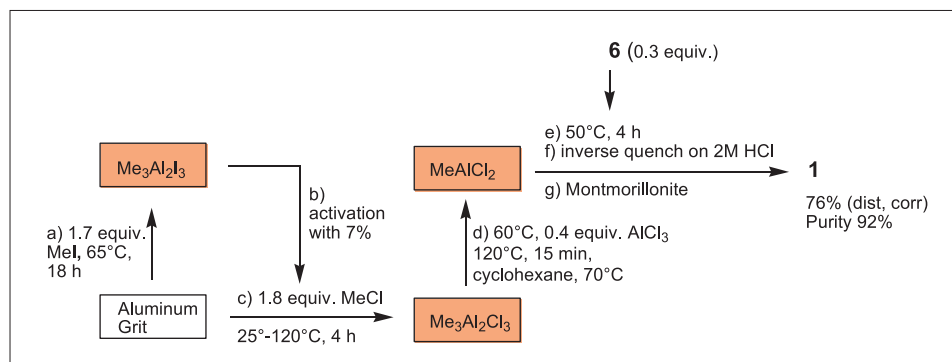 6 (0.3 equiv.)
e) 50°C, 4 h
f) inverse quench on 2M HCl
g) Montmorillonite
Me₃Al₂I₃
MeAlCl₂
1
76% (dist, corr)
Purity 92%
b)
activation
with 7%
a) 1.7 equiv.
MeI, 65°C,
18 h
d) 60°C, 0.4 equiv. AlCl₃
120°C, 15 min,
cyclohexane, 70°C
Aluminum
Grit
c) 1.8 equiv. MeCl
25°-120°C, 4 h
Me₃Al₂Cl₃